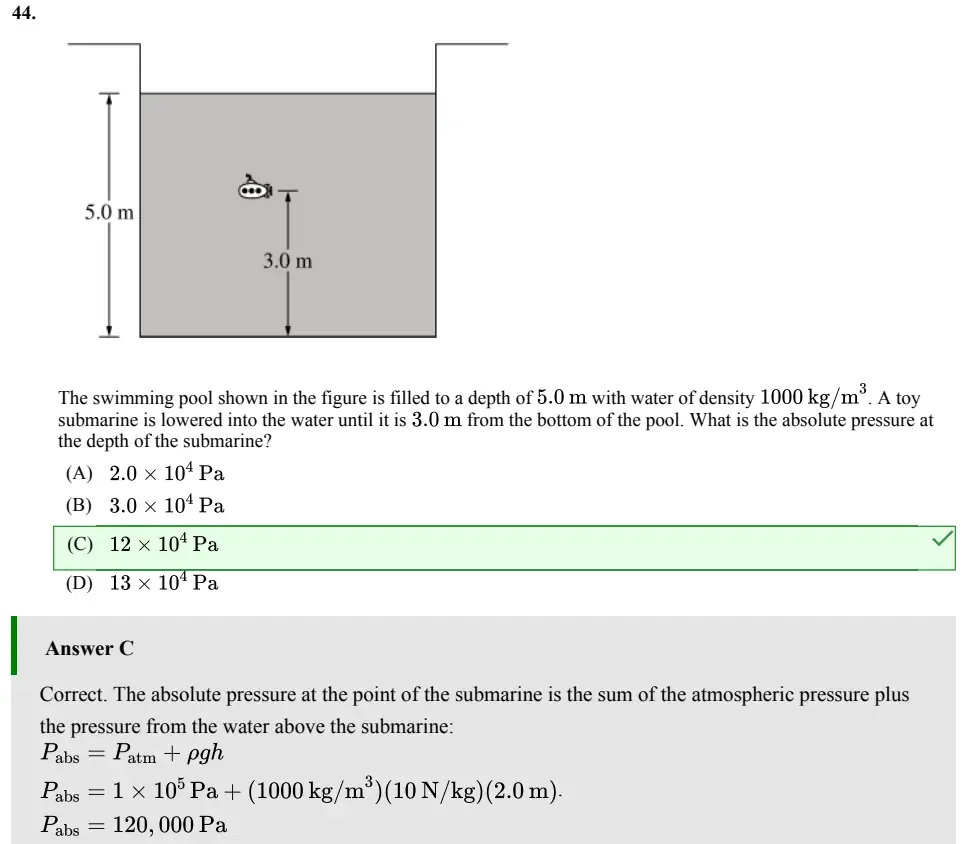 44.
5.0 m
3.0 m
The swimming pool shown in the figure is filled to a depth of 5.0 m with water of density 1000 kg/m³. A toy
submarine is lowered into the water until it is 3.0 m from the bottom of the pool. What is the absolute pressure at
the depth of the submarine?
(A) 2.0 × 10⁴ Pa
(B) 3.0 × 10⁴ Pa
(C) 12 × 10⁴ Pa
(D) 13 × 10⁴ Pa
Answer C
Correct. The absolute pressure at the point of the submarine is the sum of the atmospheric pressure plus
the pressure from the water above the submarine:
P_abs = P_atm + ρgh
P_abs = 1 × 10⁵ Pa + (1000 kg/m³)(10 N/kg)(2.0 m).
P_abs = 120,000 Pa